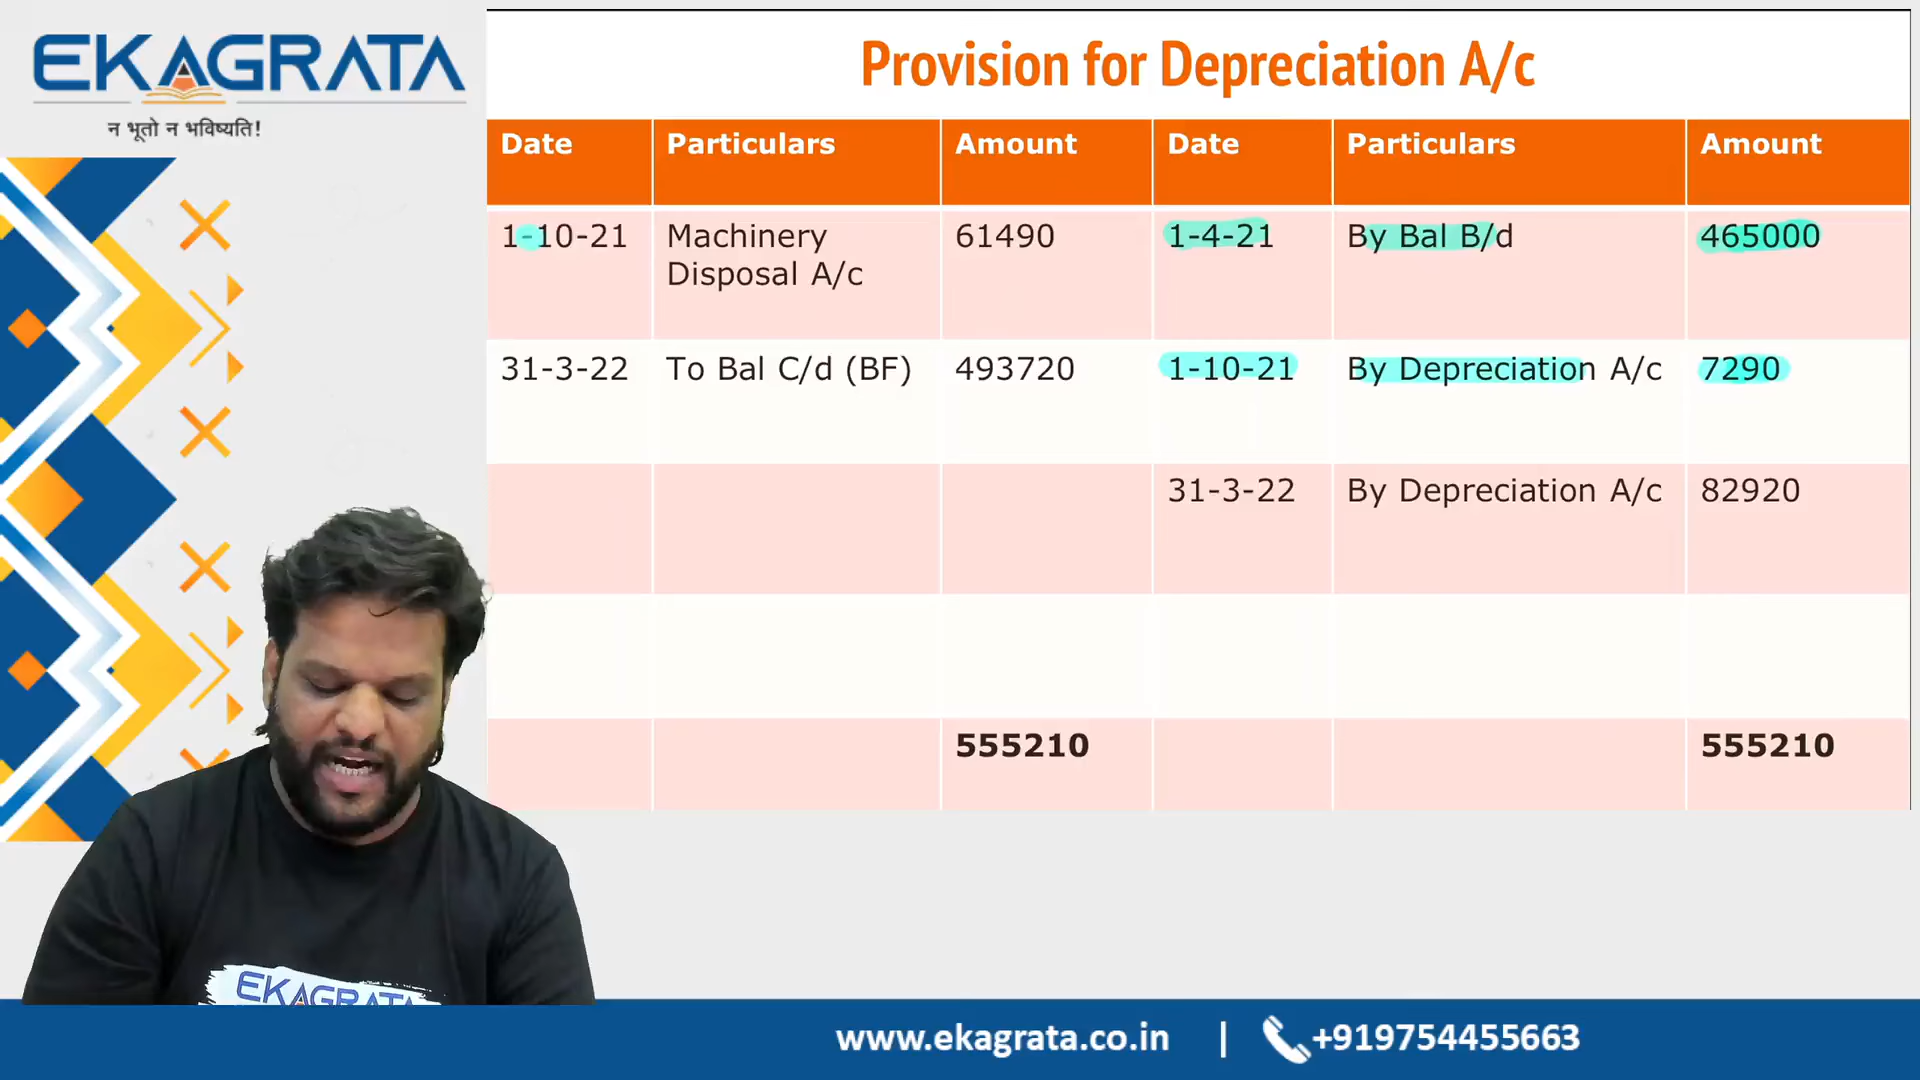 EKAGRATA
न भूतो न भविष्यति!
Provision for Depreciation A/c
Date Particulars Amount Date Particulars Amount
1-10-21 Machinery Disposal A/c 61490 1-4-21 By Bal B/d 465000
31-3-22 To Bal C/d (BF) 493720 1-10-21 By Depreciation A/c 7290
31-3-22 By Depreciation A/c 82920
555210 555210
EKAGRATA
www.ekagrata.co.in | +919754455663